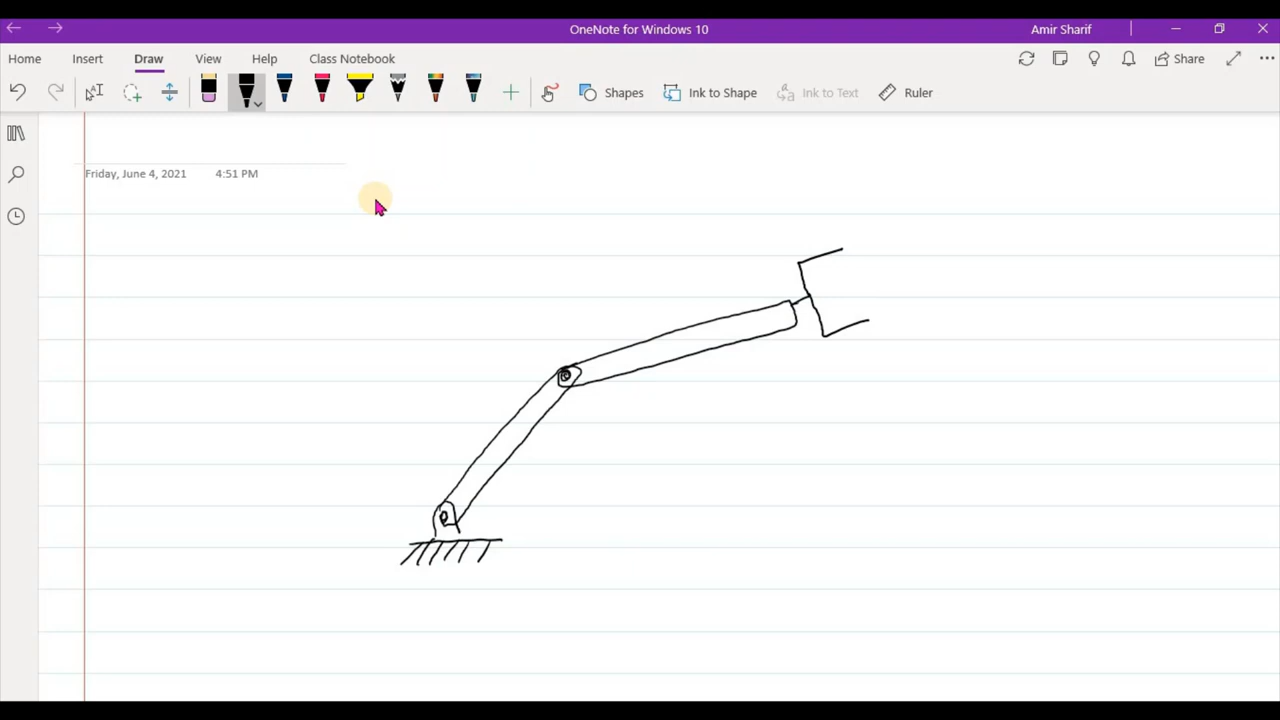 OneNote for Windows 10
Amir Sharif
Home Insert Draw View Help Class Notebook
Share
Shapes Ink to Shape Ink to Text Ruler
Friday, June 4, 2021 4:51 PM